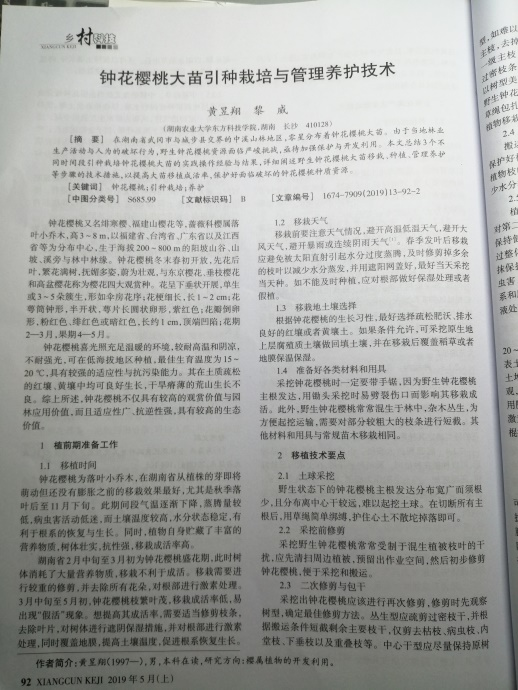 乡村科技
XIANGCUN KEJI
钟花樱桃大苗引种栽培与管理养护技术
黄昱翔 黎 威
(湖南农业大学东方科技学院,湖南 长沙 410128)
[摘 要] 在湖南省武冈市与城步县交界的中溪山林地区,零星分布着钟花樱桃大苗。由于当地林业
生产活动与人为的破坏行为,野生钟花樱桃资源面临严峻挑战,亟待加强保护与开发利用。本文总结3个不
同时间段引种栽培钟花樱桃大苗的实践操作经验与结果,详细阐述野生钟花樱桃大苗移栽、种植、管理养护
等步骤的技术措施,以提高大苗移植成活率,保护好面临破坏的钟花樱桃种质资源。
[关键词] 钟花樱桃;引种栽培;养护
[中图分类号] S685.99 [文献标识码] B [文章编号] 1674-7909(2019)13-92-2
钟花樱桃又名绯寒樱、福建山樱花等,蔷薇科樱属落
叶小乔木,高3~8 m,以福建省、台湾省、广东省以及江西
省等为分布中心,生于海拔200~800 m的阳坡山谷、山
坡、溪旁与林中林缘。钟花樱桃冬末春初开放,先花后
叶,繁花满树,抚媚多姿,蔚为壮观,与东京樱花、垂枝樱花
和高盆樱花称为樱花四大观赏种。花呈下垂状开展,单生
或3~5朵簇生,形如伞房花序;花梗细长,长1~2 cm;花
萼筒钟形,半开状,萼片长圆状卵形,紫红色;花瓣倒卵
形,粉红色、绯红色或暗红色,长约1 cm,顶端凹陷;花期
2—3月,果期4—5月。
钟花樱桃喜光照充足温暖的环境,较耐高温和阴凉,
不耐强光,可在低海拔地区种植,最佳生育温度为15~
20 ℃,具有较强的适应性与抗污染能力。其在土质疏松
的红壤、黄壤中均可良好生长,干旱瘠薄的荒山生长不
良。综上所述,钟花樱桃不仅具有较高的观赏价值与园
林应用价值,而且适应性广、抗逆性强,具有较高的生态
价值。
1 植前期准备工作
1.1 移植时间
钟花樱桃为落叶小乔木,在湖南省从植株的芽即将
萌动但还没有膨胀之前的移栽效果最好,尤其是秋季落
叶后至11月下旬。此期间段气温逐渐下降,蒸腾量较
低,病虫害活动低迷,而土壤温度较高,水分状态稳定,有
利于根系的恢复与生长。同时,植物自身贮藏了丰富的
营养物质,树体壮实,抗性强,移栽成活率高。
湖南省2月中旬至3月初为钟花樱桃盛花期,此时树
体消耗了大量营养物质,移栽不利于成活。移栽需要进
行较重的修剪,并去除所有花朵,对根部进行激素处理。
3月中旬至5月初,钟花樱桃枝繁叶茂,移栽成活率低,易
出现“假活”现象。想提高其成活率,需要适当修剪枝条,
去除叶片,对树体进行遮阴保湿措施,并对根部进行激素
处理,同时覆盖地膜,提高土壤温度,促进根系恢复生长。
1.2 移栽天气
移栽前要注意天气情况,避开高温低温天气,避开大
风天气,避开暴雨或连续阴雨天气[1]。春季发叶后移栽
应避免被太阳直射引起水分过度蒸腾,及时修剪掉多余
的枝叶以减少水分蒸发,并用遮阳网盖好,最好当天采挖
当天种。如不能及时种植,应对根部做好保湿处理或者
假植。
1.3 移栽地土壤选择
根据钟花樱桃的生长习性,最好选择疏松肥沃、排水
良好的红壤或者黄壤土。如果条件允许,可采挖原生地
上层腐殖质土壤做回填土壤,并在移栽后覆盖稻草或者
地膜保温保湿。
1.4 准备好各类材料和用具
采挖钟花樱桃时一定要带手锯,因为野生钟花樱桃
主根发达,用锄头采挖时易劈裂伤口而影响其移栽成
活。此外,野生钟花樱桃常常混生于林中,杂木丛生,为
方便起挖运输,需要对部分较粗大的枝条进行短截。其
他材料和用具与常规苗木移栽相同。
2 移植技术要点
2.1 土球采挖
野生状态下的钟花樱桃主根发达分布宽广而须根
少,且分布离中心干较远,难以起挖土球。在切断所有主
根后,用草绳简单绑缚,护住心土不散坨掉落即可。
2.2 采挖前修剪
采挖野生钟花樱桃常常受制于混生植被枝叶的干
扰,应先清扫周边植被,预留出作业空间,然后初步修剪
钟花樱桃,便于采挖和搬运。
2.3 二次修剪与包干
采挖出钟花樱桃应该进行再次修剪,修剪时先观察
树型,确定最佳修剪方法。丛生型应疏剪过密枝干,并根
据搬运条件短截剩余主要枝干,仅剪去枯枝、病虫枝、内
堂枝、下垂枝以及重叠枝等。中心干型应尽量保持原树
作者简介:黄昱翔(1997—),男,本科在读,研究方向:樱属植物的开发利用。
92 XIANGCUN KEJI 2019年5月(上)